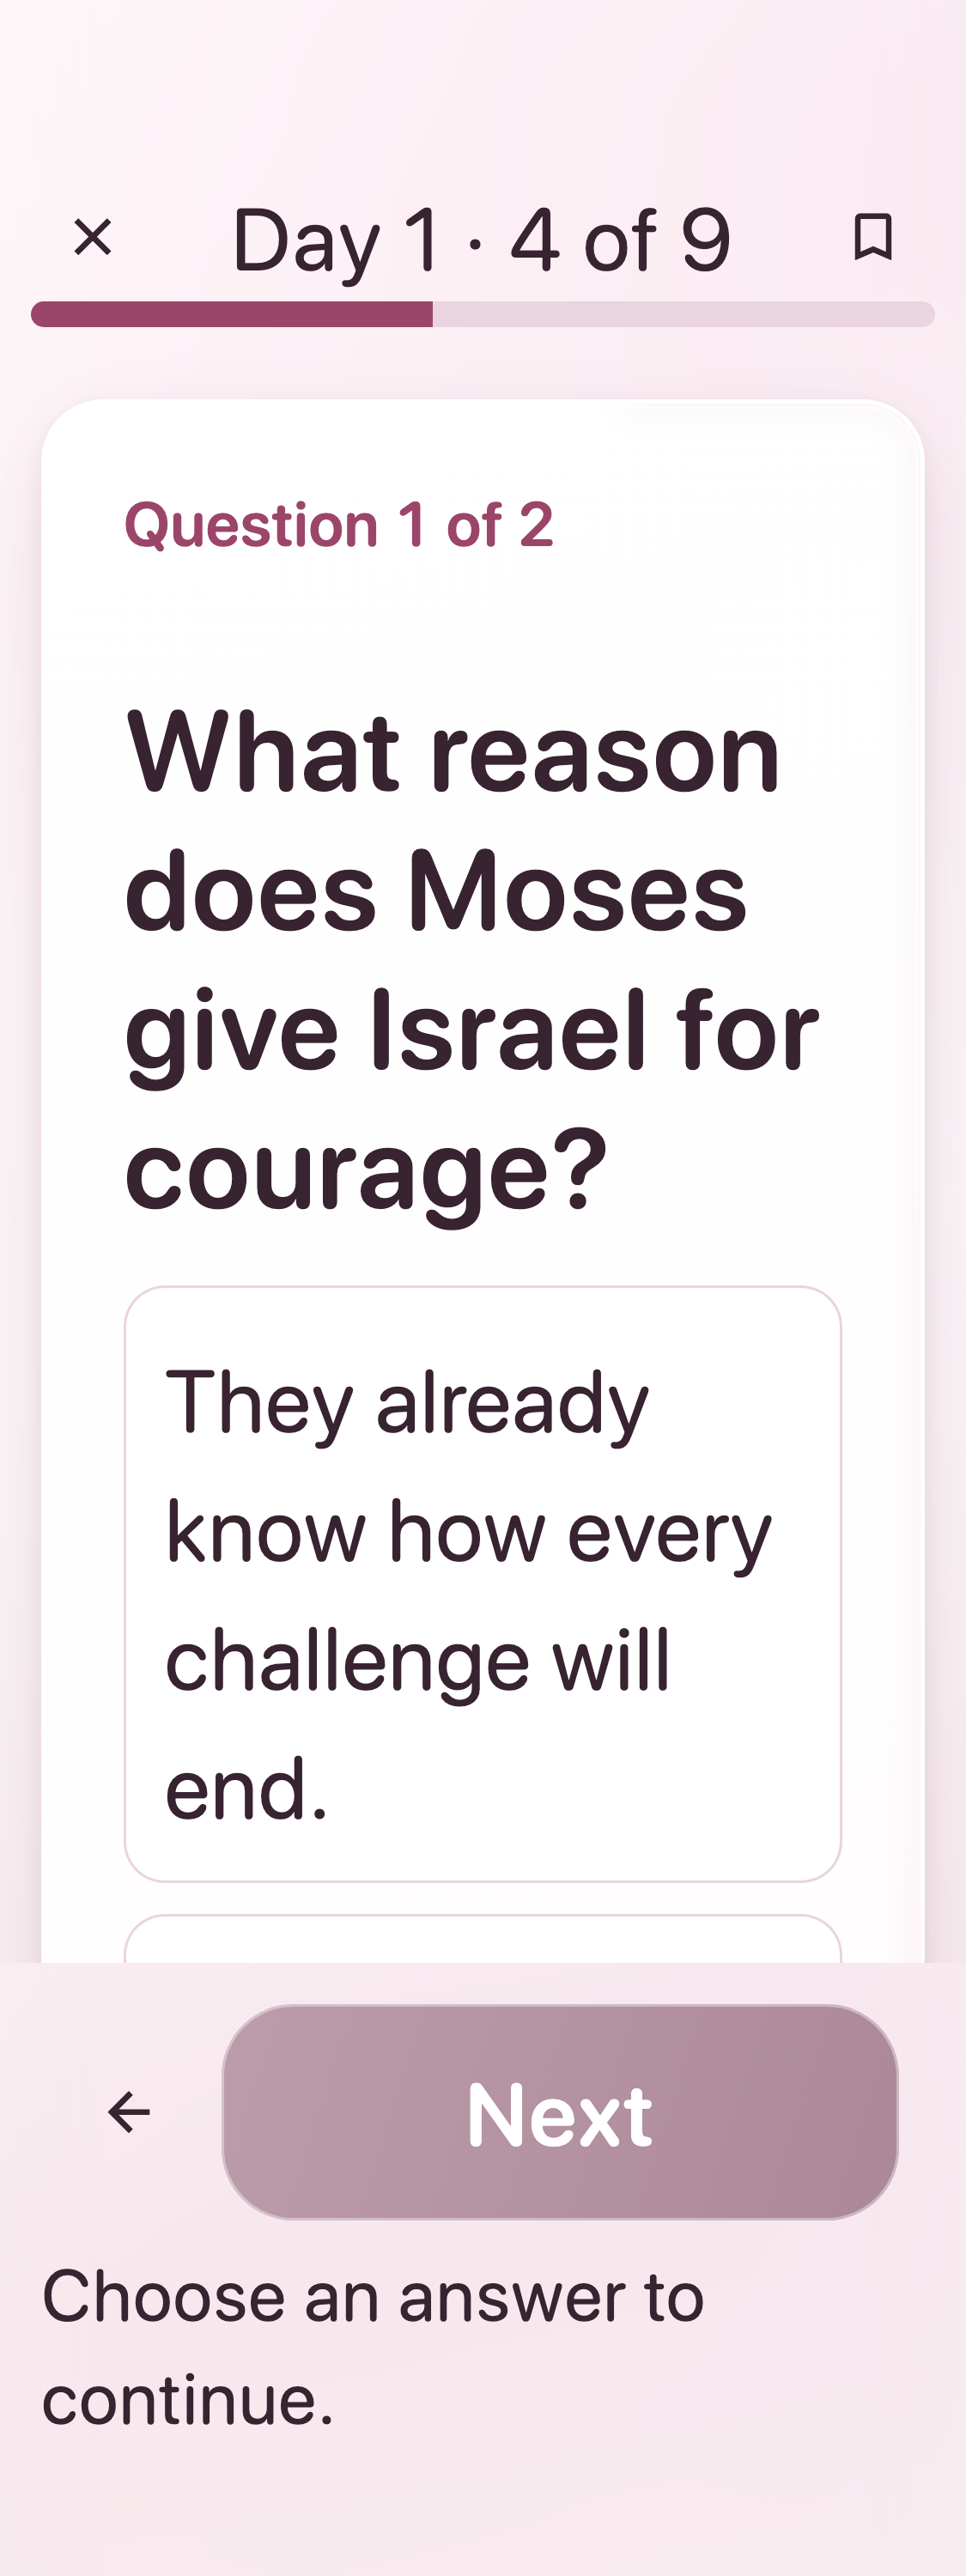 Day 1 · 4 of 9
Question 1 of 2
What reason
does Moses
give Israel for
courage?
They already
know how every
challenge will
end.
Next
Choose an answer to
continue.